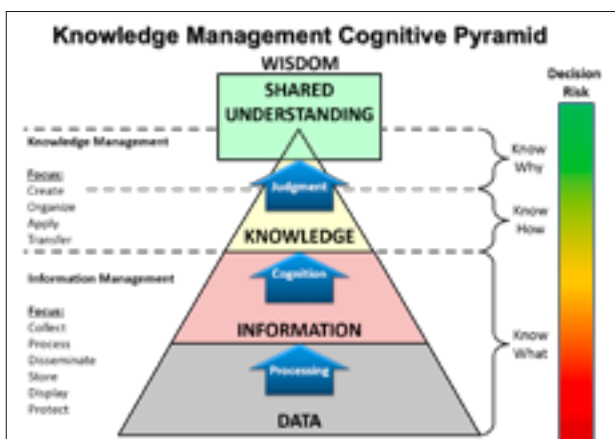 Knowledge Management Cognitive Pyramid
WISDOM
SHARED
UNDERSTANDING
Decision
Risk
Knowledge Management
Focus:
Create
Organize
Apply
Transfer
Judgment
KNOWLEDGE
Know
Why
Know
How
Information Management
Focus:
Collect
Process
Disseminate
Store
Display
Protect
Cognition
INFORMATION
Processing
DATA
Know
What